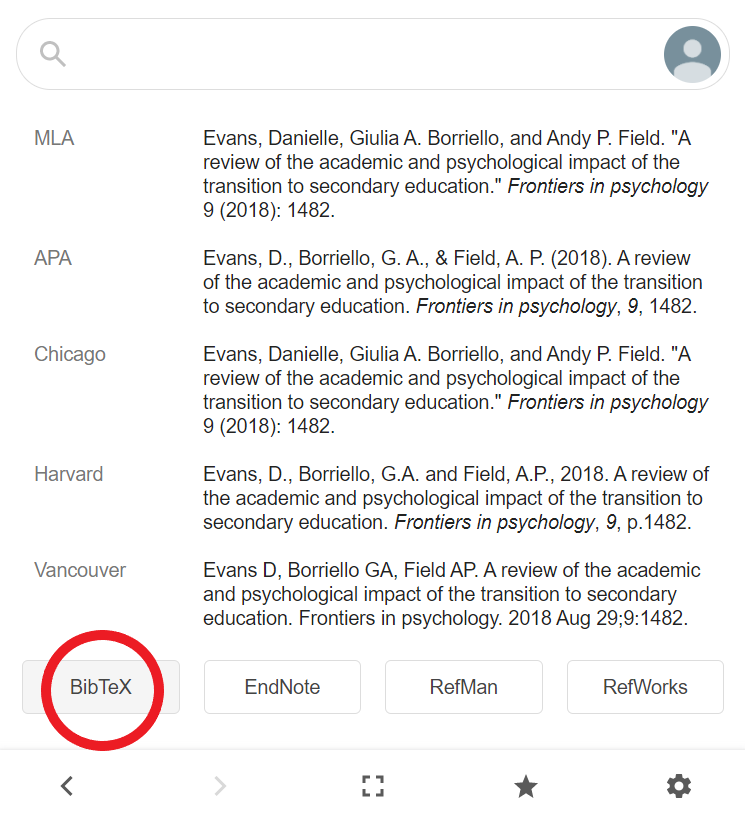 MLA
Evans, Danielle, Giulia A. Borriello, and Andy P. Field. "A
review of the academic and psychological impact of the
transition to secondary education." Frontiers in psychology
9 (2018): 1482.
APA
Evans, D., Borriello, G. A., & Field, A. P. (2018). A review
of the academic and psychological impact of the transition
to secondary education. Frontiers in psychology, 9, 1482.
Chicago
Evans, Danielle, Giulia A. Borriello, and Andy P. Field. "A
review of the academic and psychological impact of the
transition to secondary education." Frontiers in psychology
9 (2018): 1482.
Harvard
Evans, D., Borriello, G.A. and Field, A.P., 2018. A review of
the academic and psychological impact of the transition to
secondary education. Frontiers in psychology, 9, p.1482.
Vancouver
Evans D, Borriello GA, Field AP. A review of the academic
and psychological impact of the transition to secondary
education. Frontiers in psychology. 2018 Aug 29;9:1482.
BibTeX EndNote RefMan RefWorks